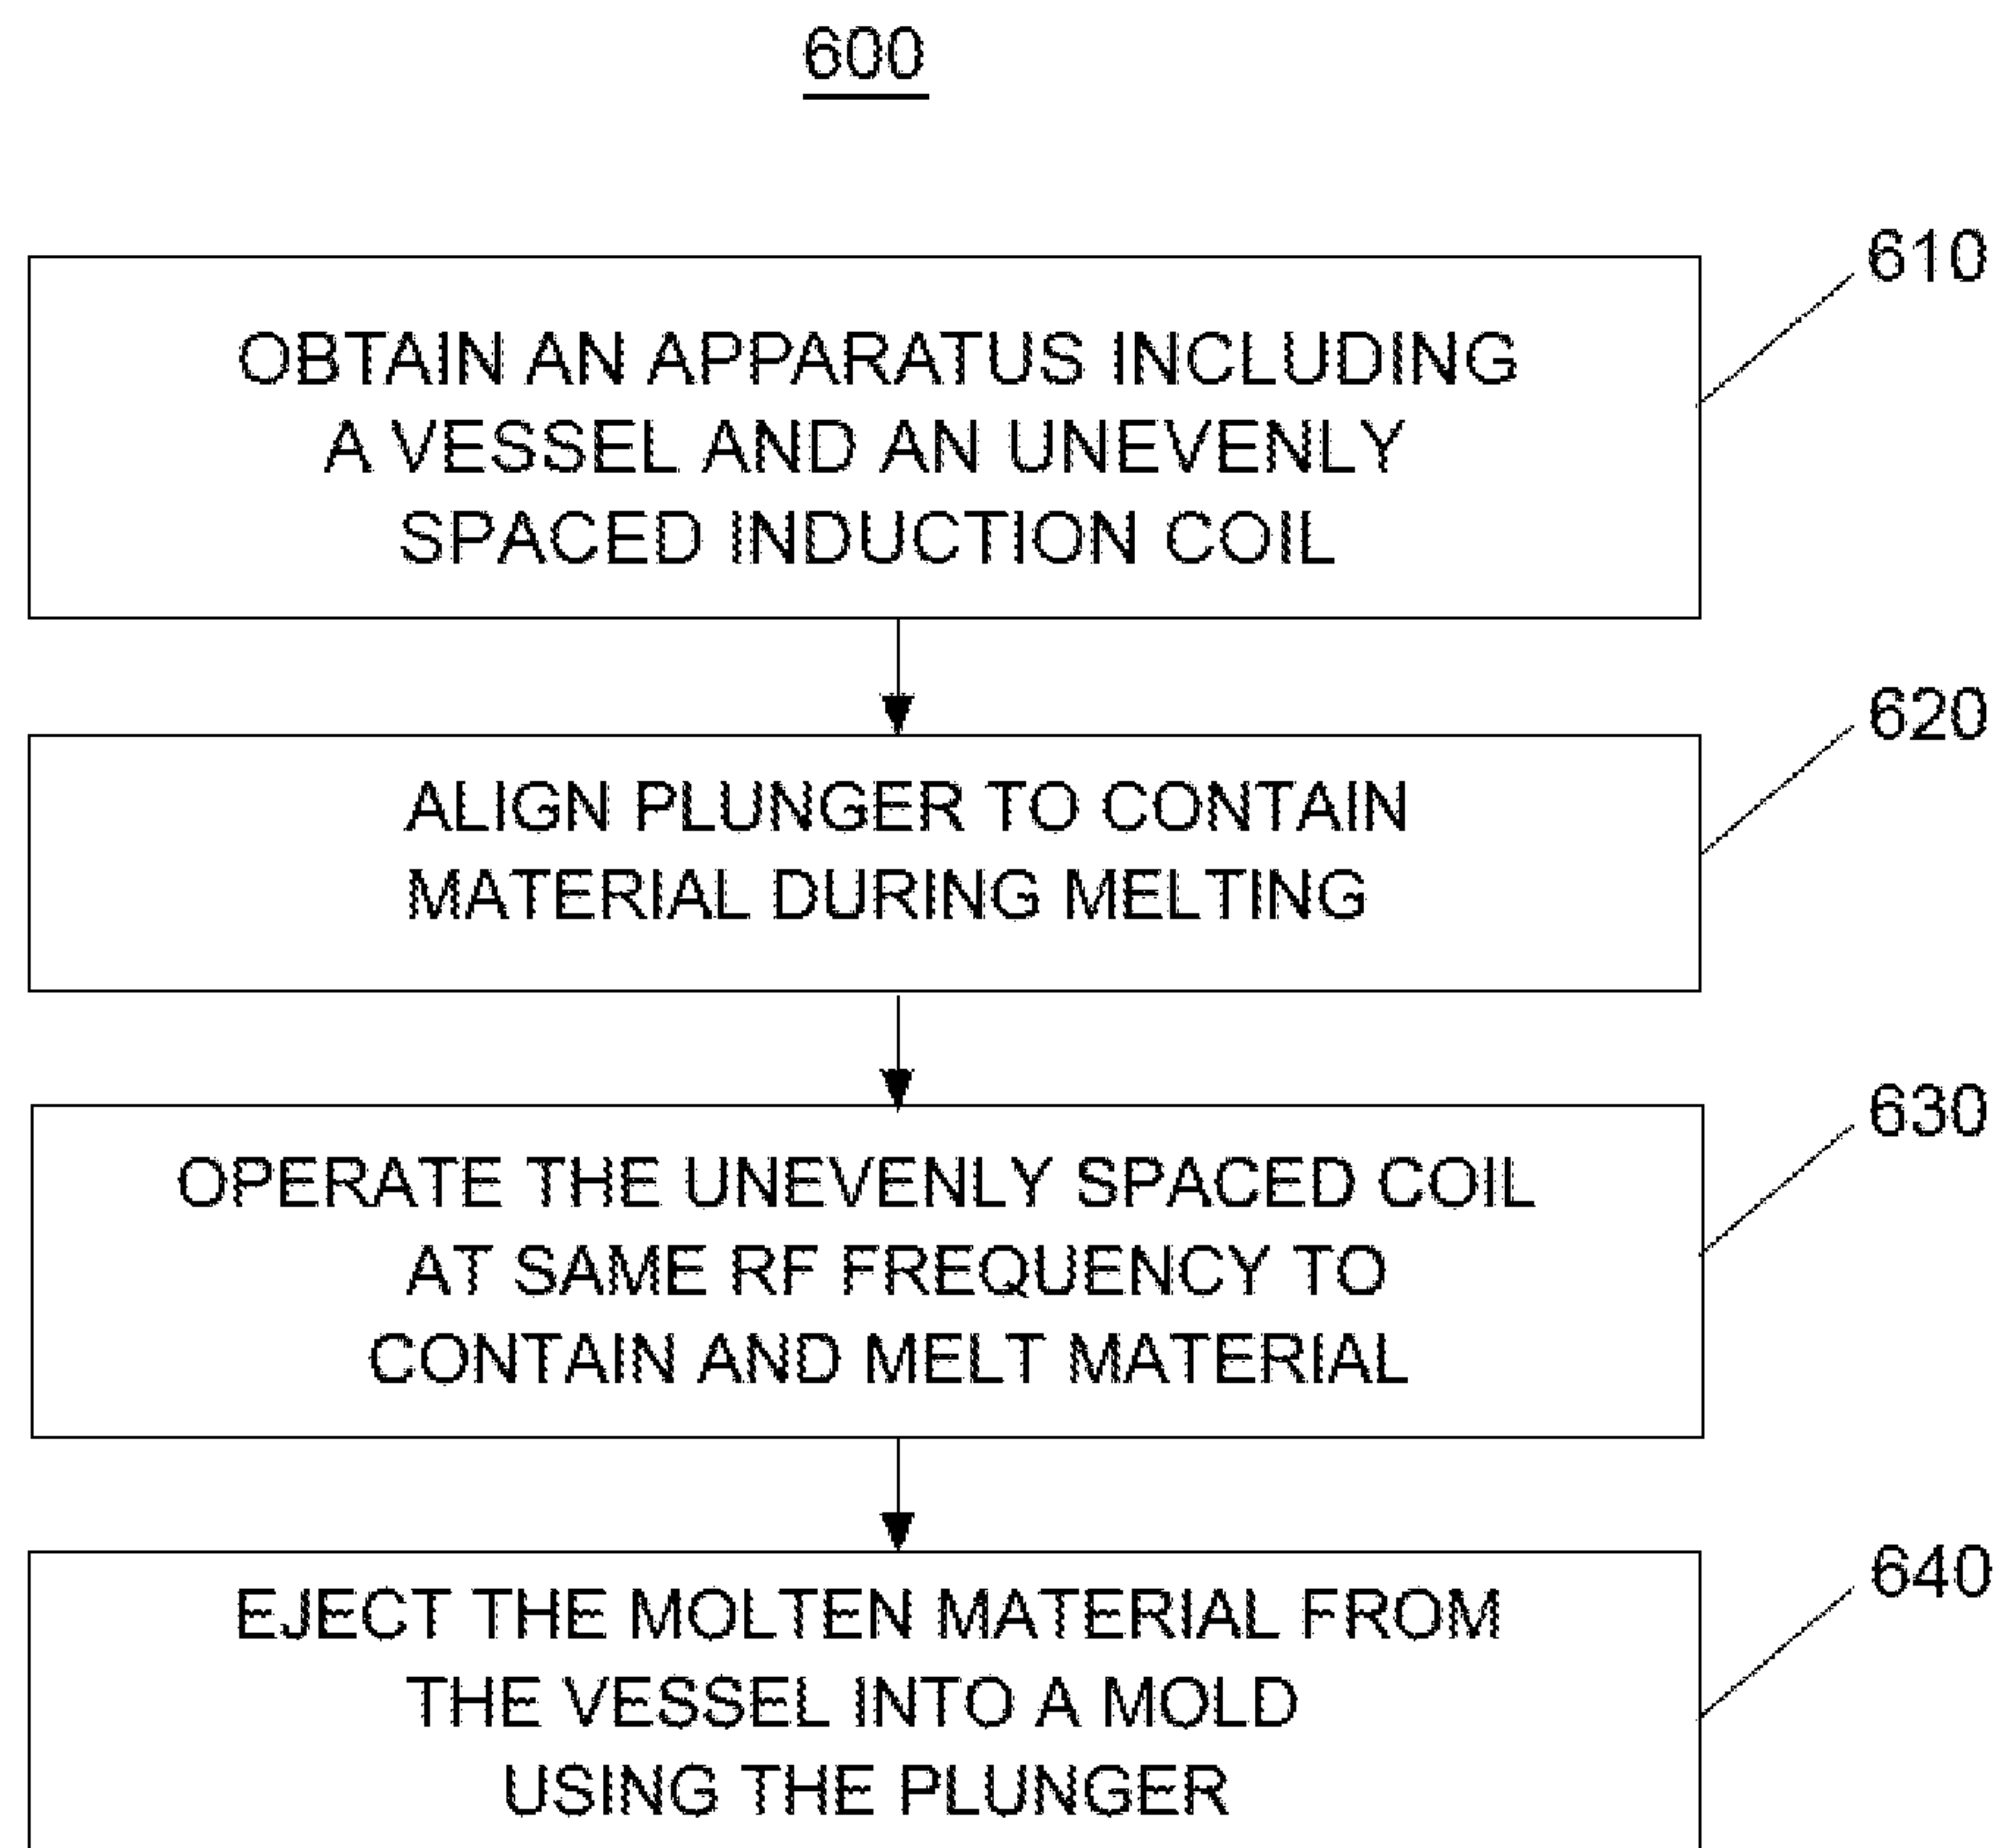 600
610
OBTAIN AN APPARATUS INCLUDING
A VESSEL AND AN UNEVENLY
SPACED INDUCTION COIL
620
ALIGN PLUNGER TO CONTAIN
MATERIAL DURING MELTING
630
OPERATE THE UNEVENLY SPACED COIL
AT SAME RF FREQUENCY TO
CONTAIN AND MELT MATERIAL
640
EJECT THE MOLTEN MATERIAL FROM
THE VESSEL INTO A MOLD
USING THE PLUNGER